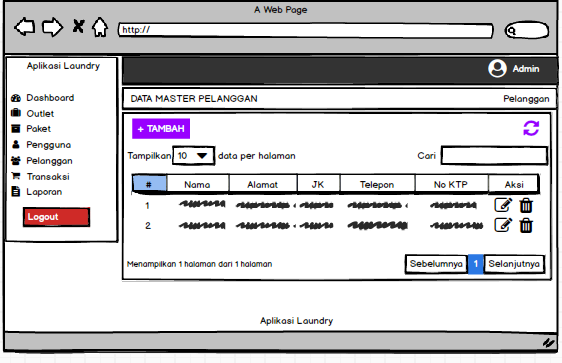 A Web Page
http://
Aplikasi Laundry
Admin
Dashboard
Outlet
Paket
Pengguna
Pelanggan
Transaksi
Laporan
Logout
DATA MASTER PELANGGAN
Pelanggan
+ TAMBAH
Tampilkan 10 data per halaman
Cari
# Nama Alamat JK Telepon No KTP Aksi
1
2
Menampilkan 1 halaman dari 1 halaman
Sebelumnya 1 Selanjutnya
Aplikasi Laundry